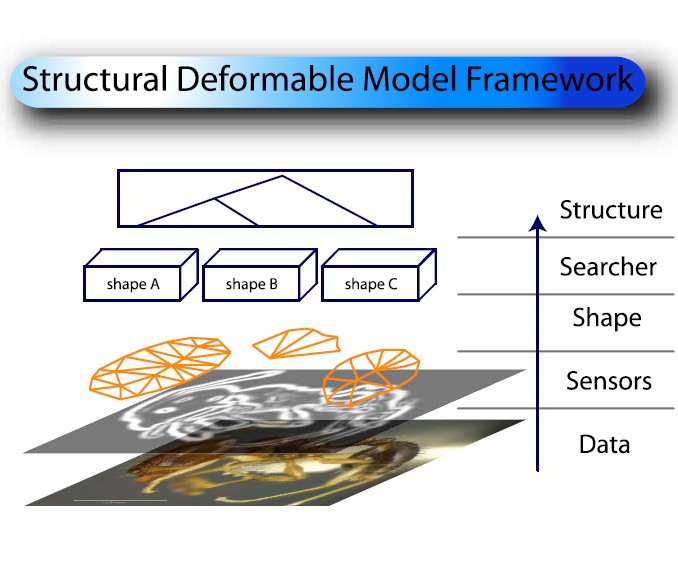 Structural Deformable Model Framework
Structure
Searcher
shape A
shape B
shape C
Shape
Sensors
Data